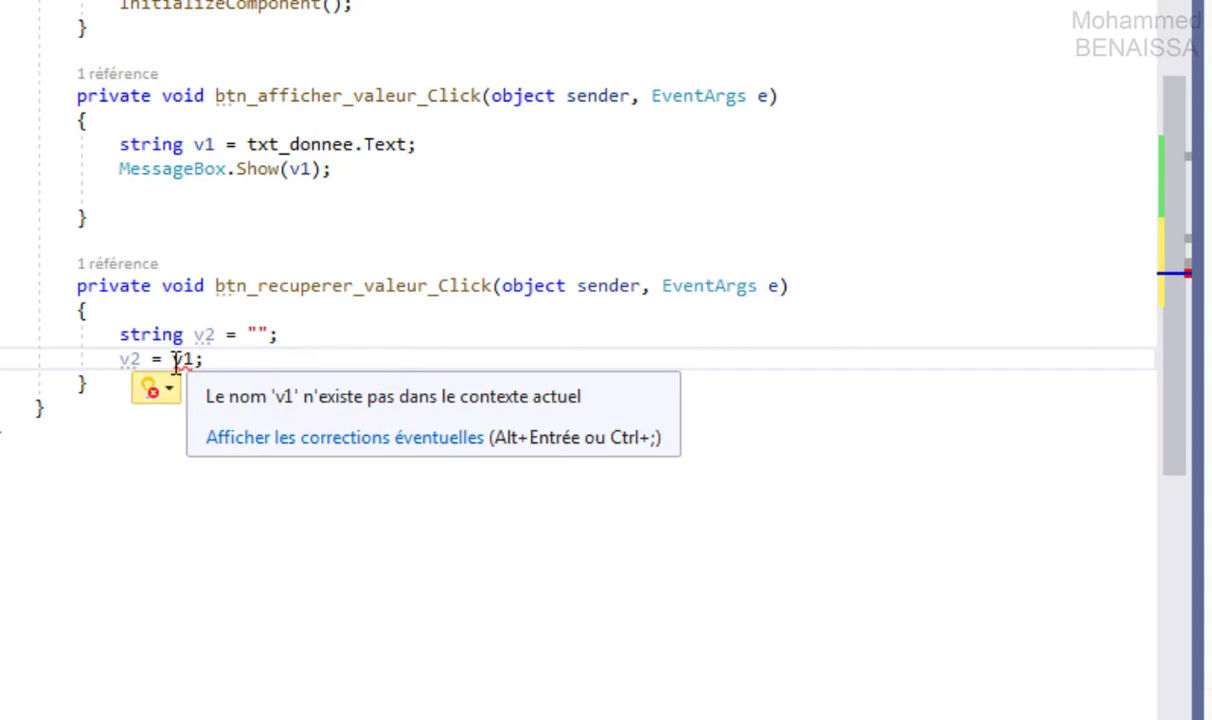 InitializeComponent();
}
Mohammed
BENAISSA
1 référence
private void btn_afficher_valeur_Click(object sender, EventArgs e)
{
string v1 = txt_donnee.Text;
MessageBox.Show(v1);
}
1 référence
private void btn_recuperer_valeur_Click(object sender, EventArgs e)
{
string v2 = "";
v2 = v1;
}
Le nom 'v1' n'existe pas dans le contexte actuel
}
Afficher les corrections éventuelles (Alt+Entrée ou Ctrl+;)